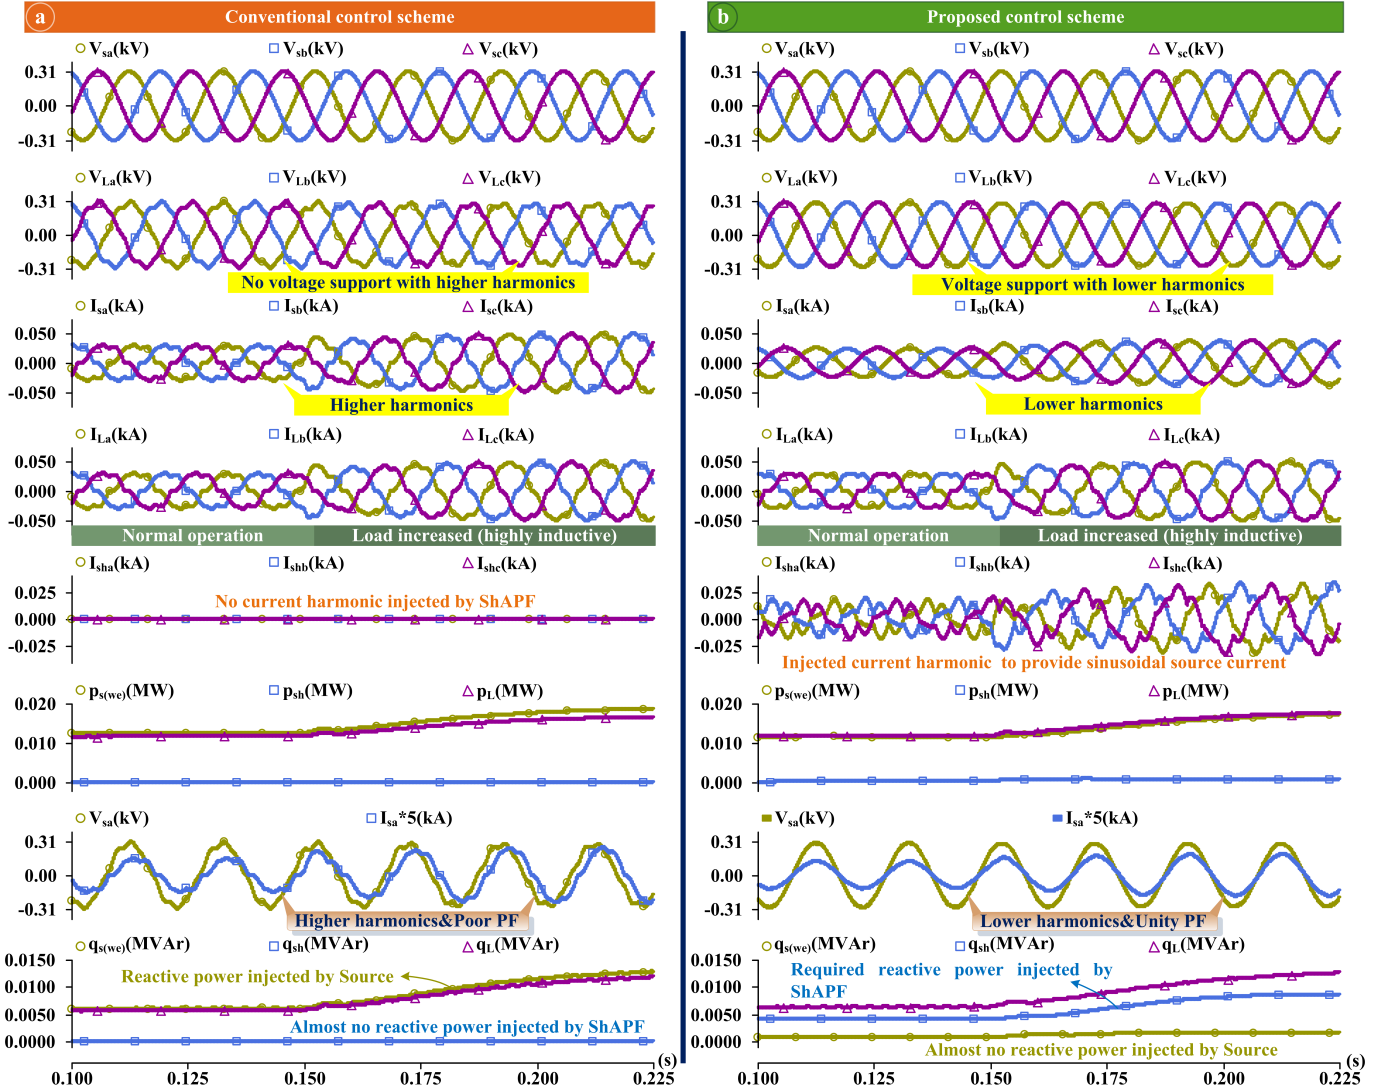 a Conventional control scheme
Vsa(kV) Vsb(kV) Vsc(kV)
0.31
0.00
-0.31
VLa(kV) VLb(kV) VLc(kV)
0.31
0.00
-0.31
No voltage support with higher harmonics
Isa(kA) Isb(kA) Isc(kA)
0.050
0.000
-0.050
Higher harmonics
ILa(kA) ILb(kA) ILc(kA)
0.050
0.000
-0.050
Normal operation Load increased (highly inductive)
Isha(kA) Ishb(kA) Ishc(kA)
0.025
0.000
-0.025
No current harmonic injected by ShAPF
ps(we)(MW) psh(MW) pL(MW)
0.020
0.010
0.000
Vsa(kV) Isa*5(kA)
0.31
0.00
-0.31
Higher harmonics&Poor PF
qs(we)(MVAr) qsh(MVAr) qL(MVAr)
0.0150
0.0100
0.0050
0.0000
Reactive power injected by Source
Almost no reactive power injected by ShAPF
0.100 0.125 0.150 0.175 0.200 0.225
(s)
b Proposed control scheme
Vsa(kV) Vsb(kV) Vsc(kV)
0.31
0.00
-0.31
VLa(kV) VLb(kV) VLc(kV)
0.31
0.00
-0.31
Voltage support with lower harmonics
Isa(kA) Isb(kA) Isc(kA)
0.050
0.000
-0.050
Lower harmonics
ILa(kA) ILb(kA) ILc(kA)
0.050
0.000
-0.050
Normal operation Load increased (highly inductive)
Isha(kA) Ishb(kA) Ishc(kA)
0.025
0.000
-0.025
Injected current harmonic to provide sinusoidal source current
ps(we)(MW) psh(MW) pL(MW)
0.020
0.010
0.000
Vsa(kV) Isa*5(kA)
0.31
0.00
-0.31
Lower harmonics&Unity PF
qs(we)(MVAr) qsh(MVAr) qL(MVAr)
0.0150
0.0100
0.0050
0.0000
Required reactive power injected by
ShAPF
Almost no reactive power injected by Source
0.100 0.125 0.150 0.175 0.200 0.225
(s)